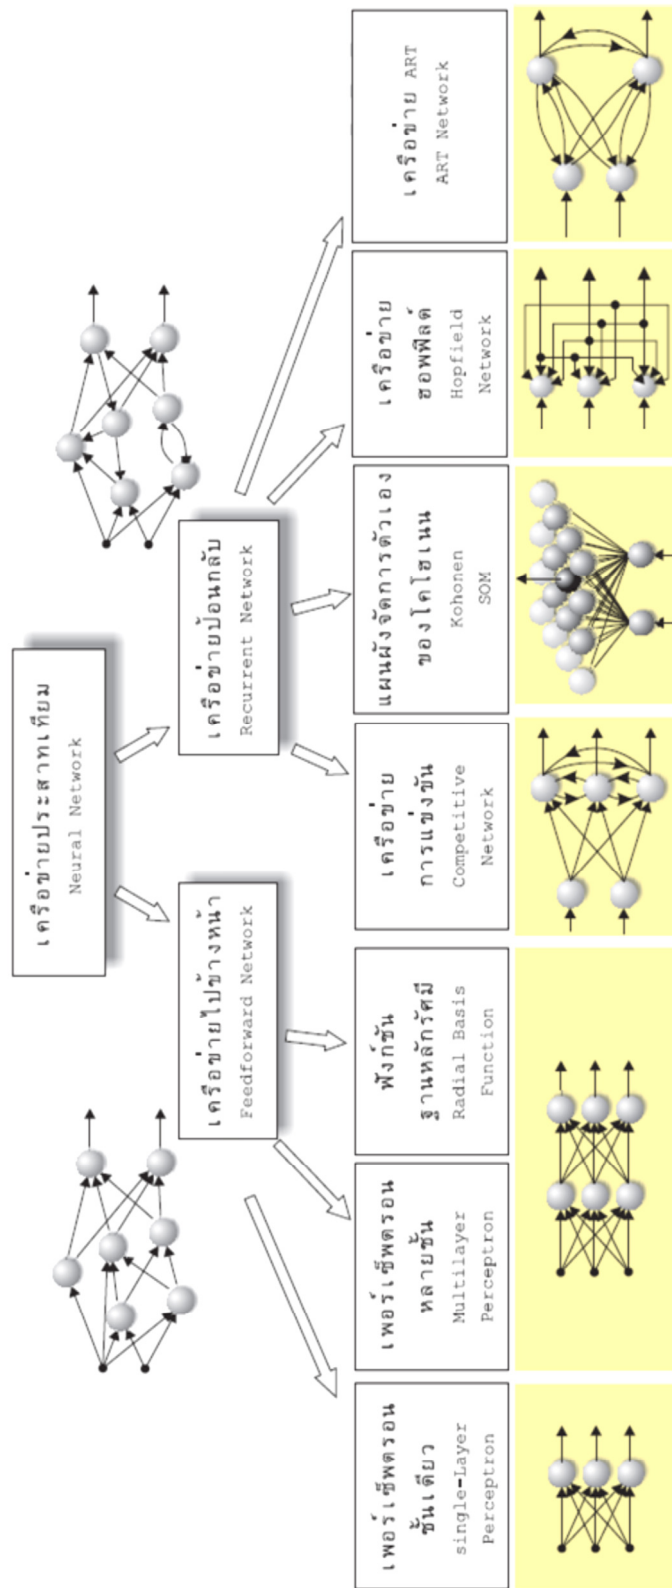 เครือข่ายประสาทเทียม
Neural Network
เครือข่ายไปข้างหน้า
Feedforward Network
เครือข่ายป้อนกลับ
Recurrent Network
เพอร์เซ็พตรอน
ชั้นเดียว
single-Layer
Perceptron
เพอร์เซ็พตรอน
หลายชั้น
Multilayer
Perceptron
ฟังก์ชัน
ฐานหลักรัศมี
Radial Basis
Function
เครือข่าย
การแข่งขัน
Competitive
Network
แผนผังจัดการตัวเอง
ของโคโฮเนน
Kohonen
SOM
เครือข่าย
ฮอพฟิลด์
Hopfield
Network
เครือข่าย ART
ART Network